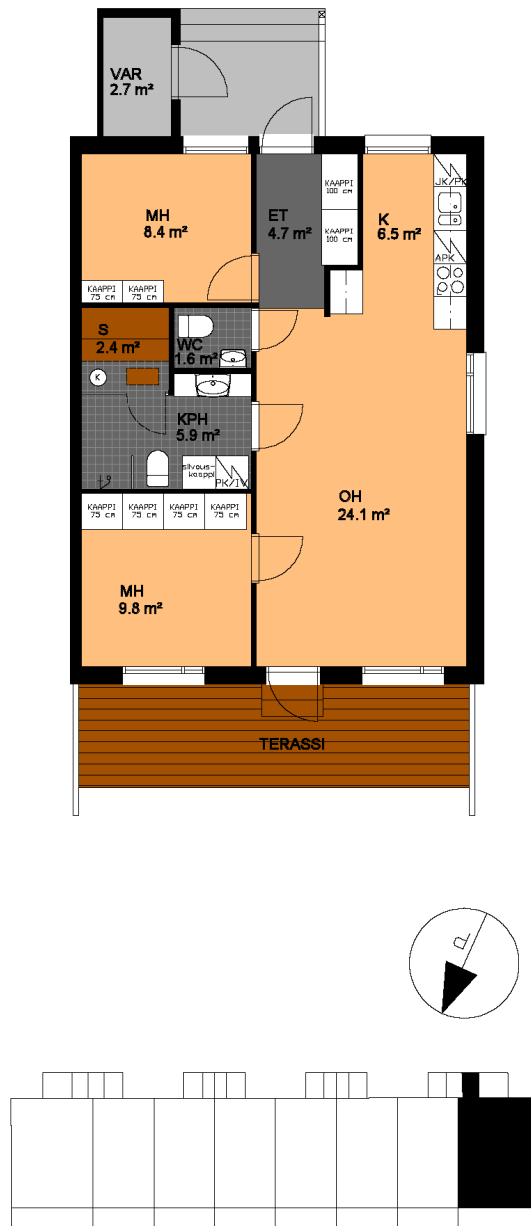 VAR
2.7 m²
MH
8.4 m²
ET
4.7 m²
KAAPPI
100 cm
KAAPPI
100 cm
K
6.5 m²
JK/PK
APK
KAAPPI
75 cm
KAAPPI
75 cm
S
2.4 m²
K
WC
1.6 m²
KPH
5.9 m²
siivous-
kaappi
PK/IV
KAAPPI
75 cm
KAAPPI
75 cm
KAAPPI
75 cm
KAAPPI
75 cm
OH
24.1 m²
MH
9.8 m²
TERASSI
P